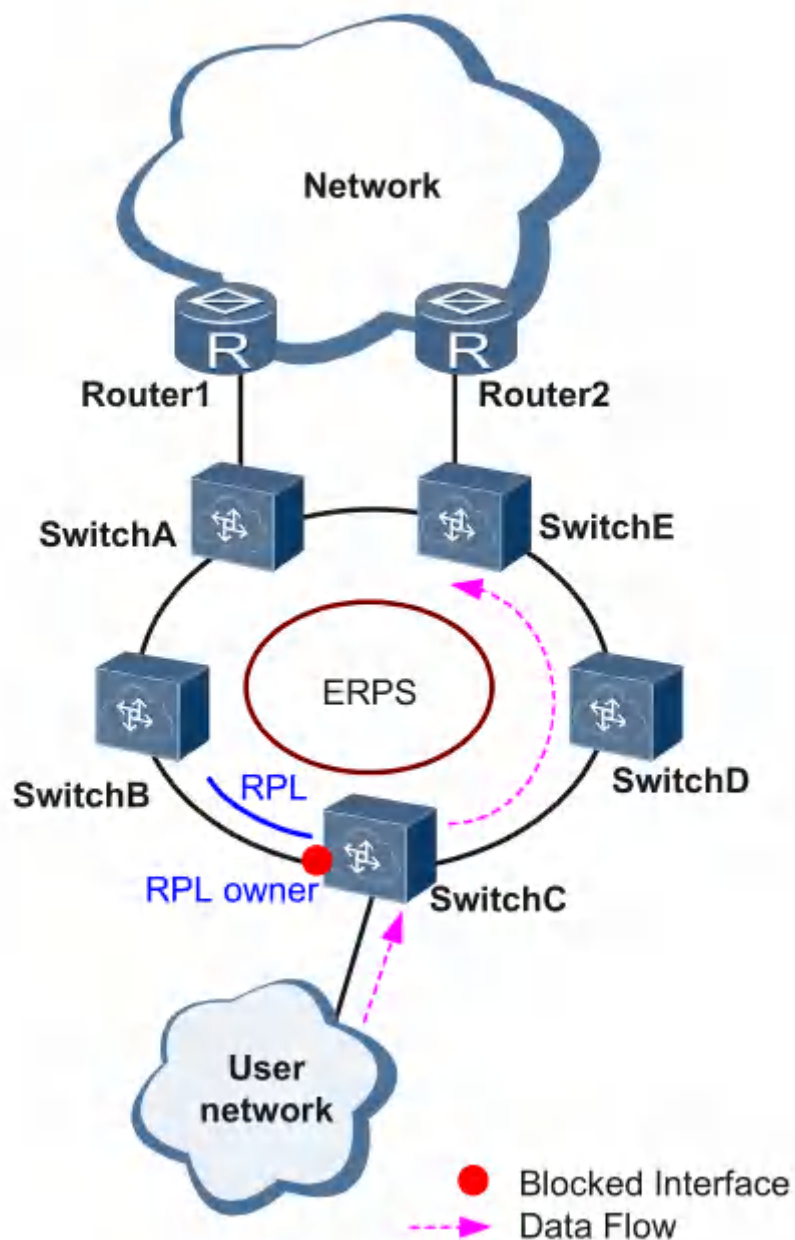 Network
R
R
Router1
Router2
SwitchA
SwitchE
ERPS
SwitchB
RPL
SwitchD
RPL owner
SwitchC
User
network
Blocked Interface
Data Flow